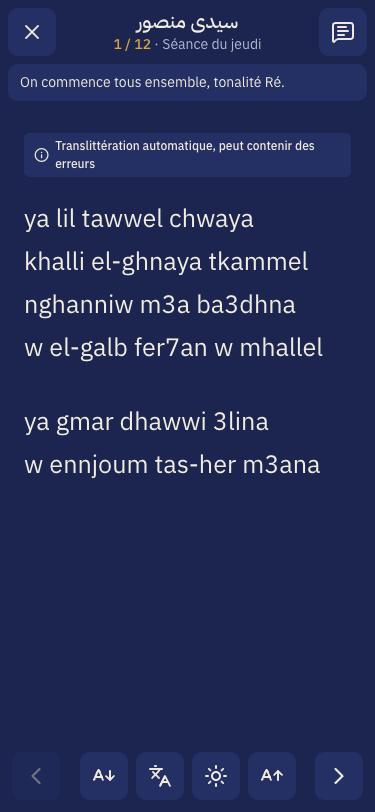 سيدي منصور
1 / 12 · Séance du jeudi
On commence tous ensemble, tonalité Ré.
Translittération automatique, peut contenir des
erreurs
ya lil tawwel chwaya
khalli el-ghnaya tkammel
nghanniw m3a ba3dhna
w el-galb fer7an w mhallel
ya gmar dhawwi 3lina
w ennjoum tas-her m3ana
A↓
A↑